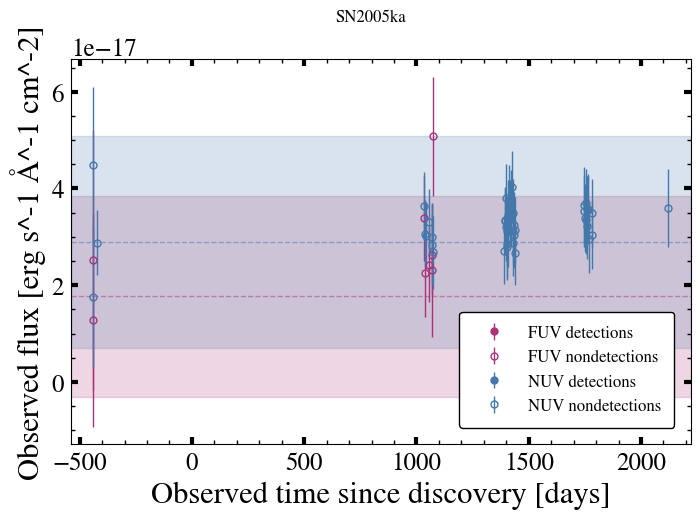 SN2005ka
1e−17
Observed flux [erg s^-1 Å^-1 cm^-2]
6
4
2
0
FUV detections
FUV nondetections
NUV detections
NUV nondetections
−500 0 500 1000 1500 2000
Observed time since discovery [days]